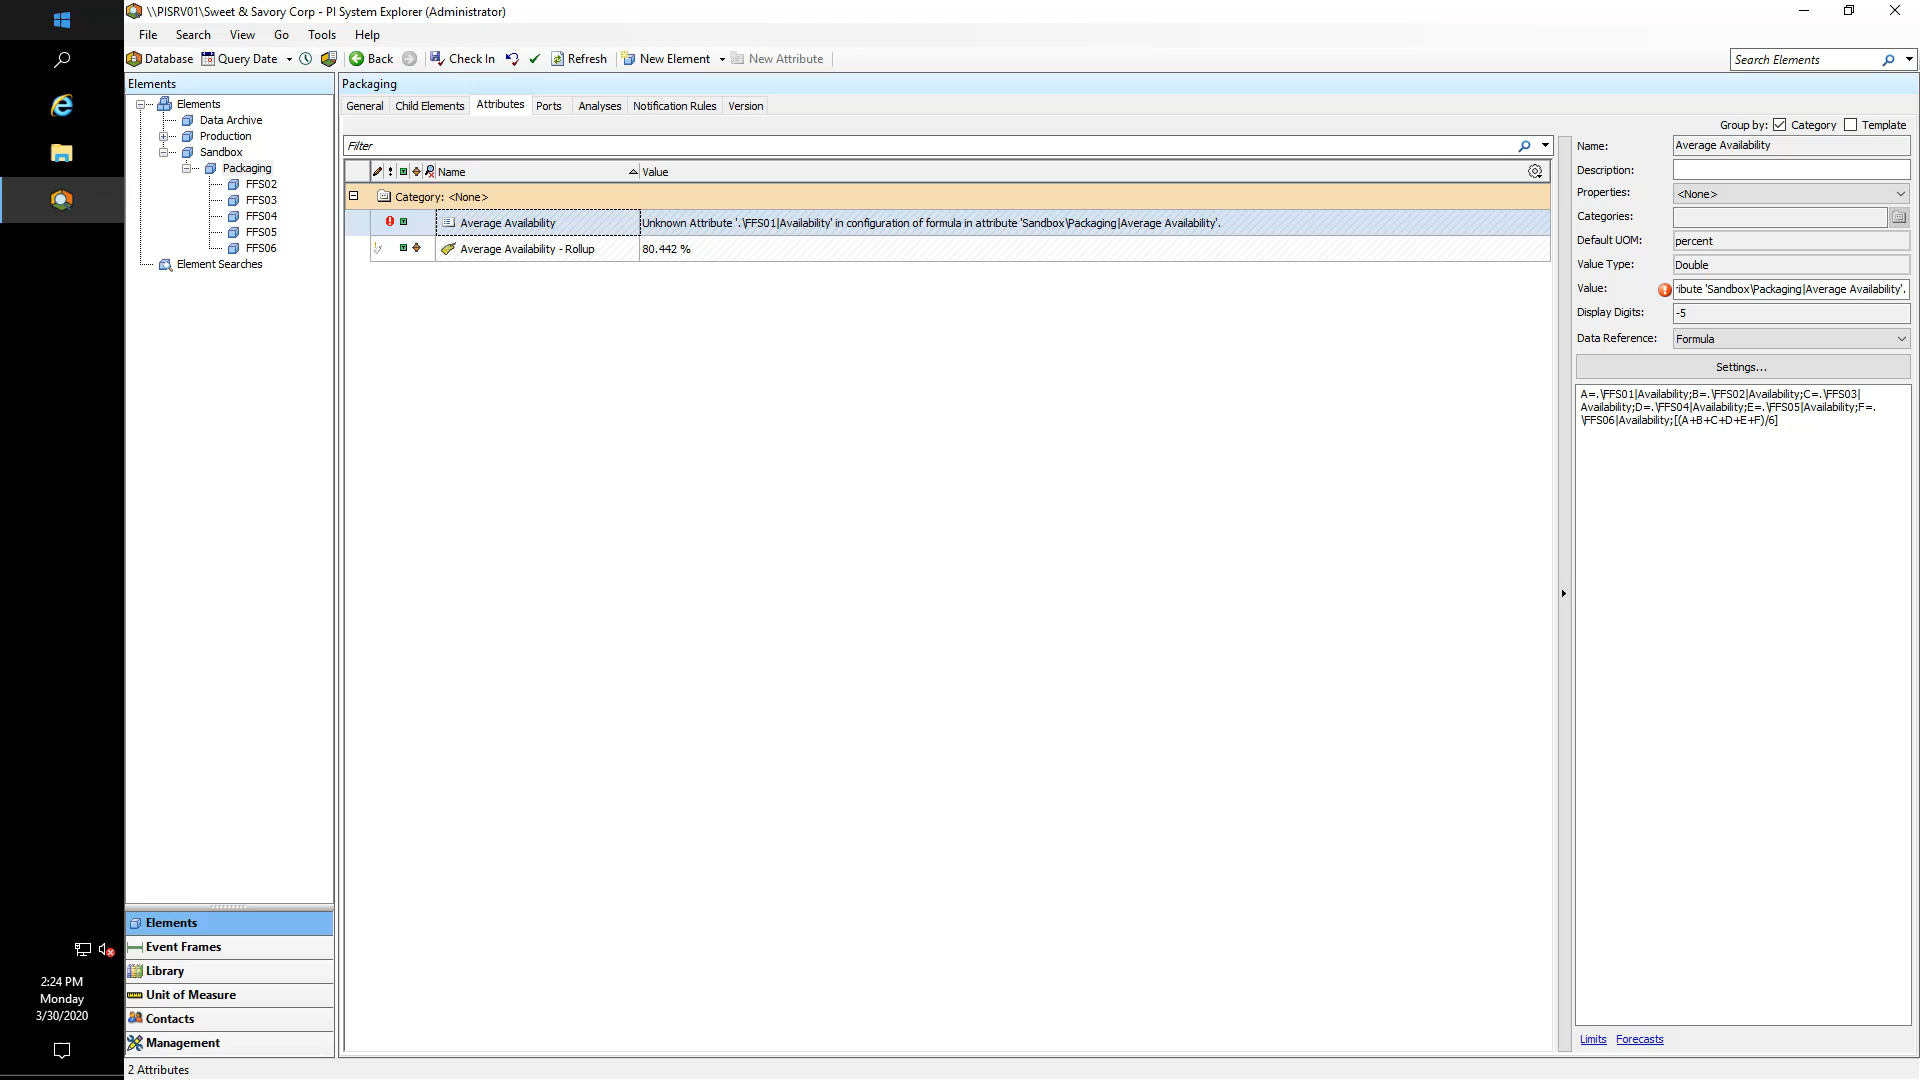 \\PISRV01\Sweet & Savory Corp - PI System Explorer (Administrator)
File Search View Go Tools Help
Database Query Date Back Check In Refresh New Element New Attribute
Search Elements
Elements
Elements
Data Archive
Production
Sandbox
Packaging
FFS02
FFS03
FFS04
FFS05
FFS06
Element Searches
Packaging
General Child Elements Attributes Ports Analyses Notification Rules Version
Group by: Category Template
Filter
Name Value
Category: <None>
Average Availability Unknown Attribute '.\FFS01|Availability' in configuration of formula in attribute 'Sandbox\Packaging|Average Availability'.
Average Availability - Rollup 80.442 %
Name: Average Availability
Description:
Properties: <None>
Categories:
Default UOM: percent
Value Type: Double
Value: ribute 'Sandbox\Packaging|Average Availability'.
Display Digits: -5
Data Reference: Formula
Settings...
A=.\FFS01|Availability;B=.\FFS02|Availability;C=.\FFS03|
Availability;D=.\FFS04|Availability;E=.\FFS05|Availability;F=.
\FFS06|Availability;[(A+B+C+D+E+F)/6]
Limits Forecasts
Elements
Event Frames
Library
Unit of Measure
Contacts
Management
2 Attributes
2:24 PM
Monday
3/30/2020